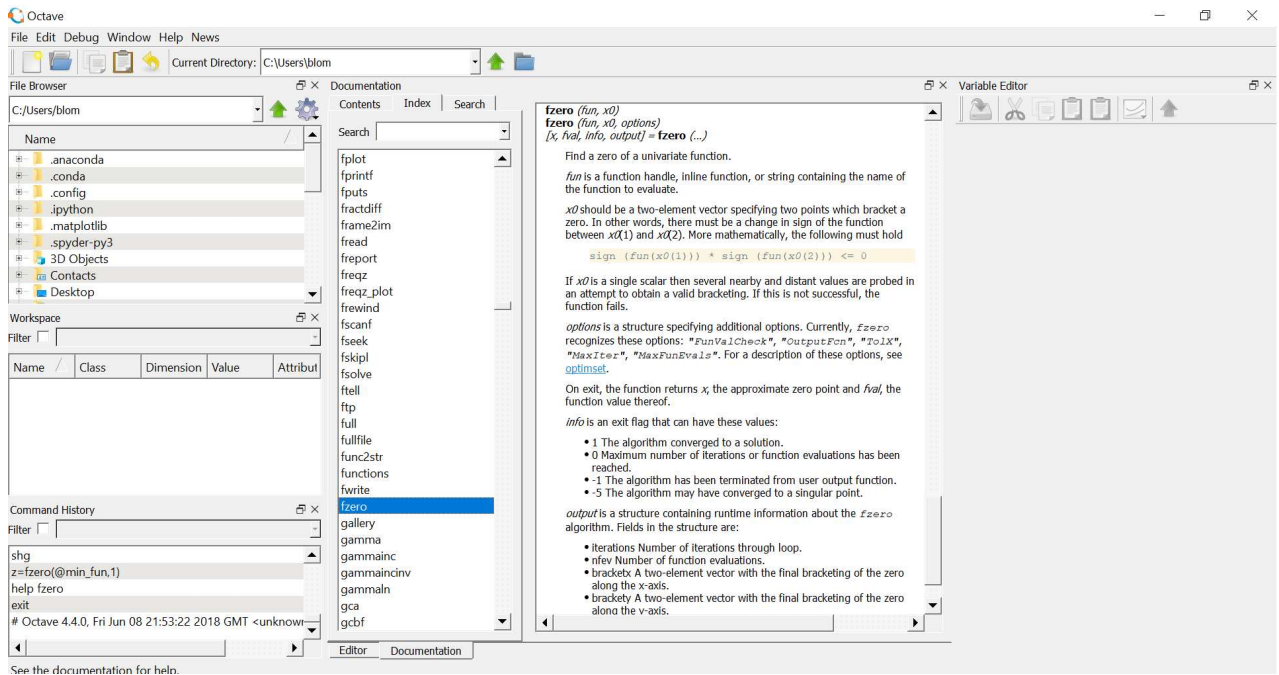 Octave
File Edit Debug Window Help News
Current Directory: C:\Users\blom
File Browser
C:/Users/blom
Name
.anaconda
.conda
.config
.ipython
.matplotlib
.spyder-py3
3D Objects
Contacts
Desktop
Workspace
Filter
Name Class Dimension Value Attribut
Command History
Filter
shg
z=fzero(@min_fun,1)
help fzero
exit
# Octave 4.4.0, Fri Jun 08 21:53:22 2018 GMT <unknown
Documentation
Contents Index Search
Search
fplot
fprintf
fputs
fractdiff
frame2im
fread
freport
freqz
freqz_plot
frewind
fscanf
fseek
fskipl
fsolve
ftell
ftp
full
fullfile
func2str
functions
fwrite
fzero
gallery
gamma
gammainc
gammaincinv
gammaln
gca
gcbf
fzero (fun, x0)
fzero (fun, x0, options)
[x, fval, info, output] = fzero (...)
Find a zero of a univariate function.
fun is a function handle, inline function, or string containing the name of
the function to evaluate.
x0 should be a two-element vector specifying two points which bracket a
zero. In other words, there must be a change in sign of the function
between x0(1) and x0(2). More mathematically, the following must hold
sign (fun(x0(1))) * sign (fun(x0(2))) <= 0
If x0 is a single scalar then several nearby and distant values are probed in
an attempt to obtain a valid bracketing. If this is not successful, the
function fails.
options is a structure specifying additional options. Currently, fzero
recognizes these options: "FunValCheck", "OutputFcn", "TolX",
"MaxIter", "MaxFunEvals". For a description of these options, see
optimset.
On exit, the function returns x, the approximate zero point and fval, the
function value thereof.
info is an exit flag that can have these values:
• 1 The algorithm converged to a solution.
• 0 Maximum number of iterations or function evaluations has been
reached.
• -1 The algorithm has been terminated from user output function.
• -5 The algorithm may have converged to a singular point.
output is a structure containing runtime information about the fzero
algorithm. Fields in the structure are:
• iterations Number of iterations through loop.
• nfev Number of function evaluations.
• bracketx A two-element vector with the final bracketing of the zero
along the x-axis.
• brackety A two-element vector with the final bracketing of the zero
along the y-axis.
Editor Documentation
Variable Editor
See the documentation for help.